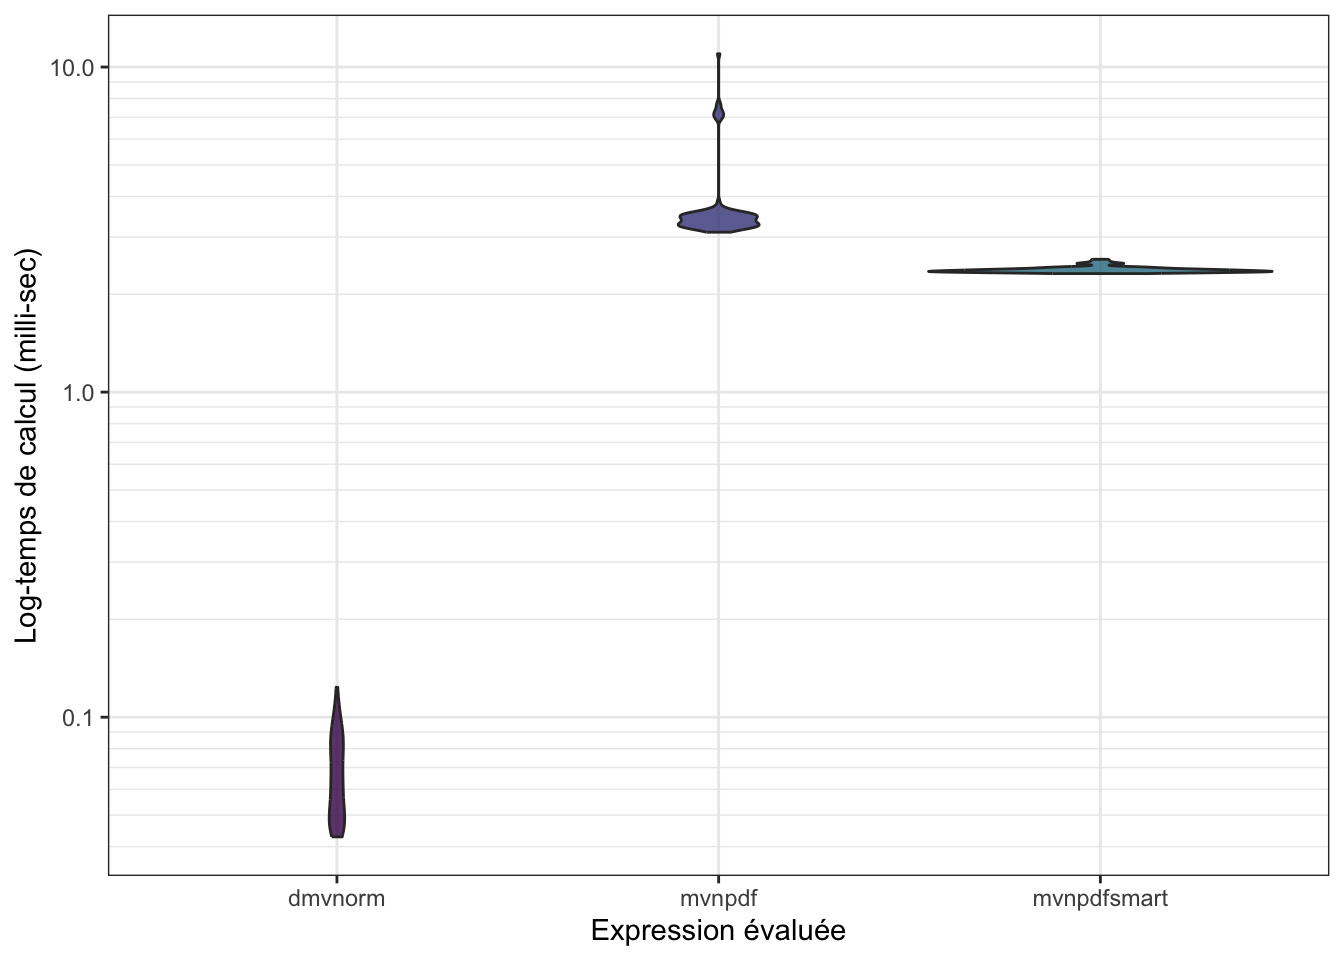 Log-temps de calcul (milli-sec)
10.0
1.0
0.1
dmvnorm mvnpdf mvnpdfsmart
Expression évaluée